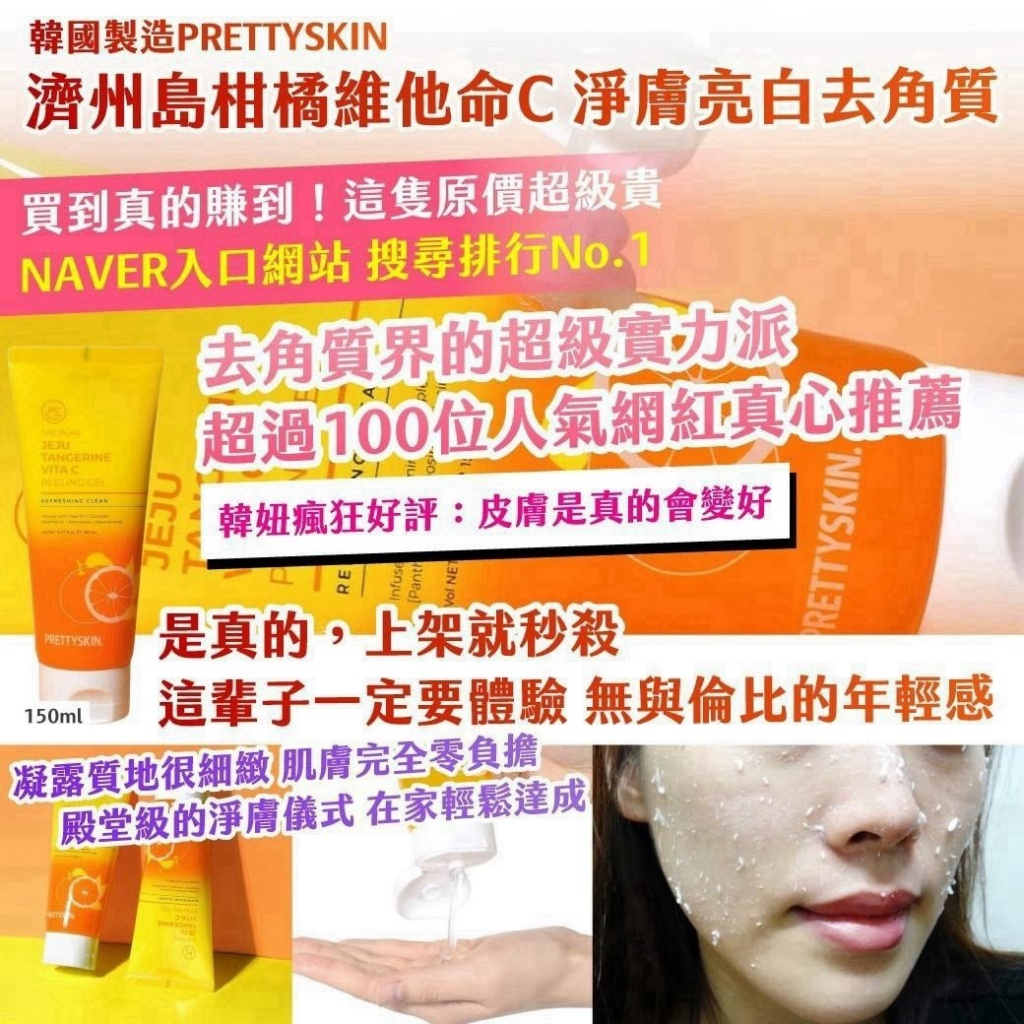 韓國製造PRETTYSKIN
濟州島柑橘維他命C 淨膚亮白去角質
買到真的賺到！這隻原價超級貴
NAVER入口網站 搜尋排行No.1
去角質界的超級實力派
超過100位人氣網紅真心推薦
韓妞瘋狂好評：皮膚是真的會變好
JEJU
TANGERINE
VITA C
PEELING GEL
REFRESHING CLEAN
PRETTYSKIN.
150ml
JEJU
PRETTYSKIN.
是真的，上架就秒殺
這輩子一定要體驗 無與倫比的年輕感
凝露質地很細緻 肌膚完全零負擔
殿堂級的淨膚儀式 在家輕鬆達成